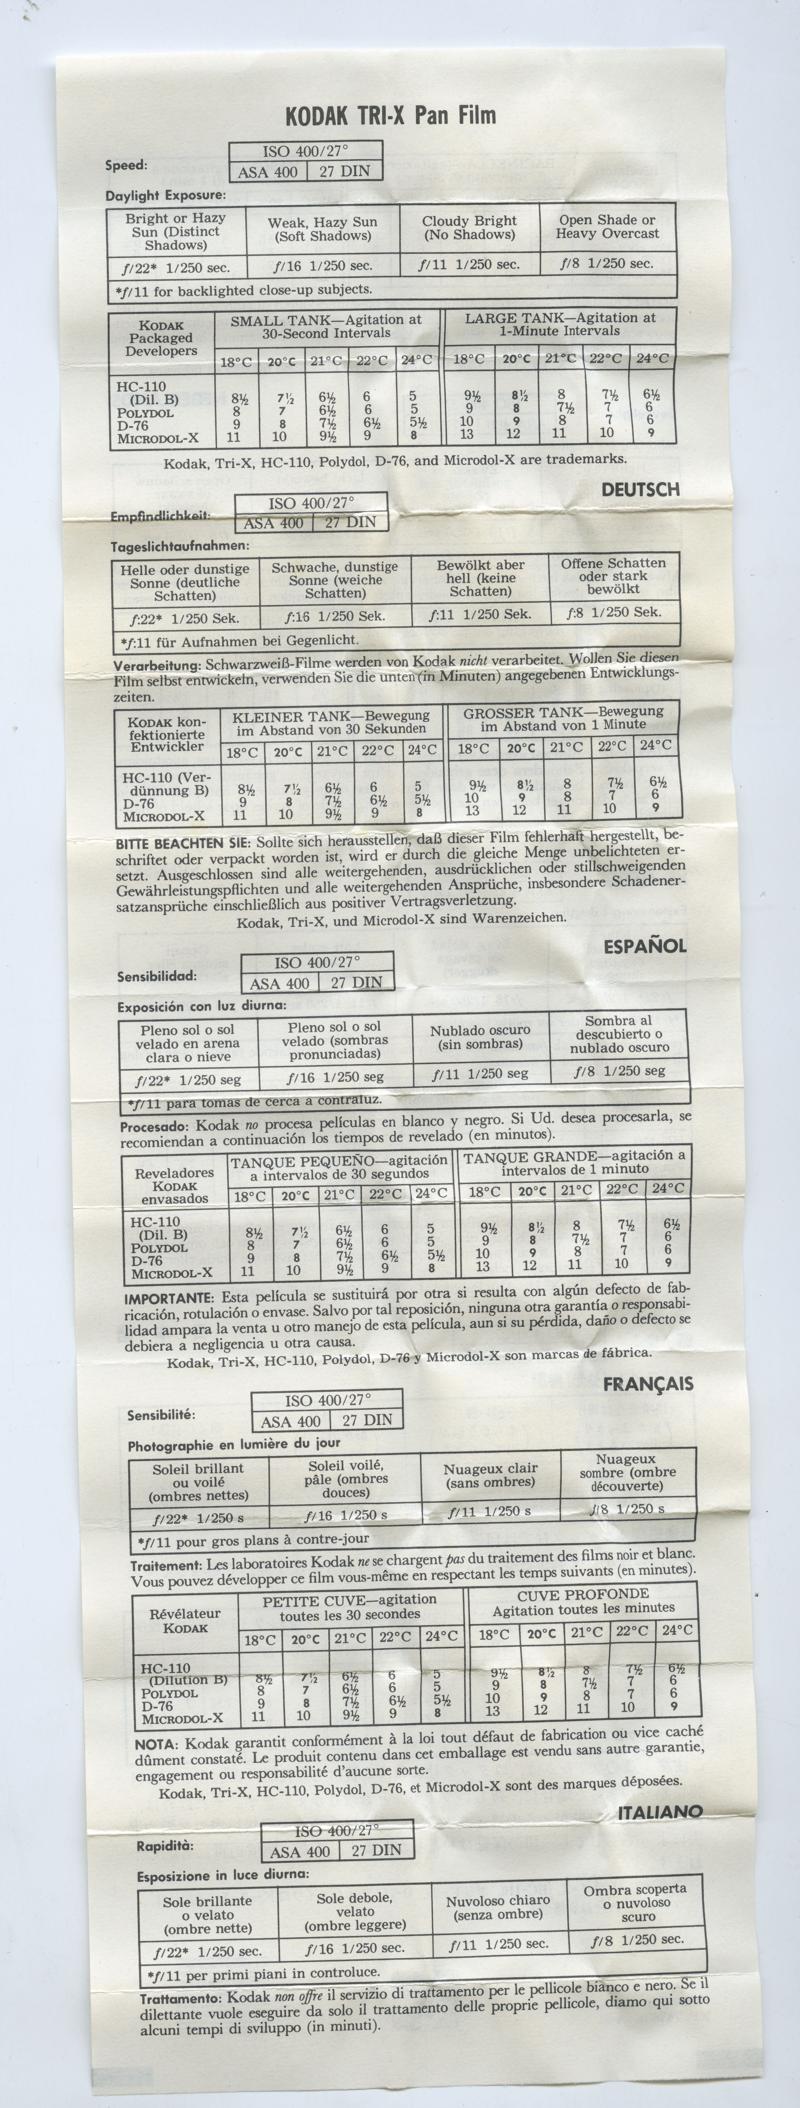 KODAK TRI-X Pan Film
Speed:
ISO 400/27°
ASA 400 27 DIN
Daylight Exposure:
Bright or Hazy Sun (Distinct Shadows) Weak, Hazy Sun (Soft Shadows) Cloudy Bright (No Shadows) Open Shade or Heavy Overcast
f/22* 1/250 sec. f/16 1/250 sec. f/11 1/250 sec. f/8 1/250 sec.
*f/11 for backlighted close-up subjects.
KODAK Packaged Developers
SMALL TANK—Agitation at 30-Second Intervals
LARGE TANK—Agitation at 1-Minute Intervals
18°C 20°C 21°C 22°C 24°C 18°C 20°C 21°C 22°C 24°C
HC-110
(Dil. B) 8½ 7½ 6½ 6 5 9½ 8½ 8 7½ 6½
POLYDOL 8 7 6½ 6 5 9 8 7½ 7 6
D-76 9 8 7½ 6½ 5½ 10 9 8 7 6
MICRODOL-X 11 10 9½ 9 8 13 12 11 10 9
Kodak, Tri-X, HC-110, Polydol, D-76, and Microdol-X are trademarks.
DEUTSCH
Empfindlichkeit:
ISO 400/27°
ASA 400 27 DIN
Tageslichtaufnahmen:
Helle oder dunstige Sonne (deutliche Schatten) Schwache, dunstige Sonne (weiche Schatten) Bewölkt aber hell (keine Schatten) Offene Schatten oder stark bewölkt
f:22* 1/250 Sek. f:16 1/250 Sek. f:11 1/250 Sek. f:8 1/250 Sek.
*f:11 für Aufnahmen bei Gegenlicht.
Verarbeitung: Schwarzweiß-Filme werden von Kodak nicht verarbeitet. Wollen Sie diesen
Film selbst entwickeln, verwenden Sie die unten (in Minuten) angegebenen Entwicklungs-
zeiten.
KODAK kon-fektionierte Entwickler
KLEINER TANK—Bewegung im Abstand von 30 Sekunden
GROSSER TANK—Bewegung im Abstand von 1 Minute
18°C 20°C 21°C 22°C 24°C 18°C 20°C 21°C 22°C 24°C
HC-110 (Ver-
dünnung B) 8½ 7½ 6½ 6 5 9½ 8½ 8 7½ 6½
D-76 9 8 7½ 6½ 5½ 10 9 8 7 6
MICRODOL-X 11 10 9½ 9 8 13 12 11 10 9
BITTE BEACHTEN SIE: Sollte sich herausstellen, daß dieser Film fehlerhaft hergestellt, be-
schriftet oder verpackt worden ist, wird er durch die gleiche Menge unbelichteten er-
setzt. Ausgeschlossen sind alle weitergehenden, ausdrücklichen oder stillschweigenden
Gewährleistungspflichten und alle weitergehenden Ansprüche, insbesondere Schadener-
satzansprüche einschließlich aus positiver Vertragsverletzung.
Kodak, Tri-X, und Microdol-X sind Warenzeichen.
ESPAÑOL
Sensibilidad:
ISO 400/27°
ASA 400 27 DIN
Exposición con luz diurna:
Pleno sol o sol velado en arena clara o nieve Pleno sol o sol velado (sombras pronunciadas) Nublado oscuro (sin sombras) Sombra al descubierto o nublado oscuro
f/22* 1/250 seg f/16 1/250 seg f/11 1/250 seg f/8 1/250 seg
*f/11 para tomas de cerca a contraluz.
Procesado: Kodak no procesa películas en blanco y negro. Si Ud. desea procesarla, se
recomiendan a continuación los tiempos de revelado (en minutos).
Reveladores KODAK envasados
TANQUE PEQUEÑO—agitación a intervalos de 30 segundos
TANQUE GRANDE—agitación a intervalos de 1 minuto
18°C 20°C 21°C 22°C 24°C 18°C 20°C 21°C 22°C 24°C
HC-110
(Dil. B) 8½ 7½ 6½ 6 5 9½ 8½ 8 7½ 6½
POLYDOL 8 7 6½ 6 5 9 8 7½ 7 6
D-76 9 8 7½ 6½ 5½ 10 9 8 7 6
MICRODOL-X 11 10 9½ 9 8 13 12 11 10 9
IMPORTANTE: Esta película se sustituirá por otra si resulta con algún defecto de fab-
ricación, rotulación o envase. Salvo por tal reposición, ninguna otra garantía o responsabi-
lidad ampara la venta u otro manejo de esta película, aun si su pérdida, daño o defecto se
debiera a negligencia u otra causa.
Kodak, Tri-X, HC-110, Polydol, D-76 y Microdol-X son marcas de fábrica.
FRANÇAIS
Sensibilité:
ISO 400/27°
ASA 400 27 DIN
Photographie en lumière du jour
Soleil brillant ou voilé (ombres nettes) Soleil voilé, pâle (ombres douces) Nuageux clair (sans ombres) Nuageux sombre (ombre découverte)
f/22* 1/250 s f/16 1/250 s f/11 1/250 s f/8 1/250 s
*f/11 pour gros plans à contre-jour
Traitement: Les laboratoires Kodak ne se chargent pas du traitement des films noir et blanc.
Vous pouvez développer ce film vous-même en respectant les temps suivants (en minutes).
Révélateur KODAK
PETITE CUVE—agitation toutes les 30 secondes
CUVE PROFONDE Agitation toutes les minutes
18°C 20°C 21°C 22°C 24°C 18°C 20°C 21°C 22°C 24°C
HC-110
(Dilution B) 8½ 7½ 6½ 6 5 9½ 8½ 8 7½ 6½
POLYDOL 8 7 6½ 6 5 9 8 7½ 7 6
D-76 9 8 7½ 6½ 5½ 10 9 8 7 6
MICRODOL-X 11 10 9½ 9 8 13 12 11 10 9
NOTA: Kodak garantit conformément à la loi tout défaut de fabrication ou vice caché
dûment constaté. Le produit contenu dans cet emballage est vendu sans autre garantie,
engagement ou responsabilité d'aucune sorte.
Kodak, Tri-X, HC-110, Polydol, D-76, et Microdol-X sont des marques déposées.
ITALIANO
Rapidità:
ISO 400/27°
ASA 400 27 DIN
Esposizione in luce diurna:
Sole brillante o velato (ombre nette) Sole debole, velato (ombre leggere) Nuvoloso chiaro (senza ombre) Ombra scoperta o nuvoloso scuro
f/22* 1/250 sec. f/16 1/250 sec. f/11 1/250 sec. f/8 1/250 sec.
*f/11 per primi piani in controluce.
Trattamento: Kodak non offre il servizio di trattamento per le pellicole bianco e nero. Se il
dilettante vuole eseguire da solo il trattamento delle proprie pellicole, diamo qui sotto
alcuni tempi di sviluppo (in minuti).